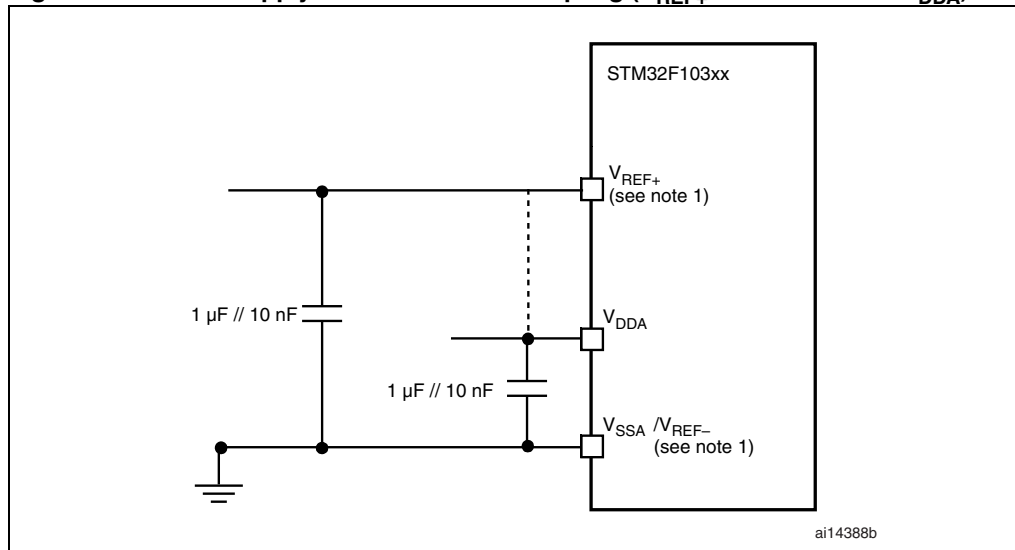 STM32F103xx
VREF+
(see note 1)
1 µF // 10 nF
VDDA
1 µF // 10 nF
VSSA /VREF–
(see note 1)
ai14388b